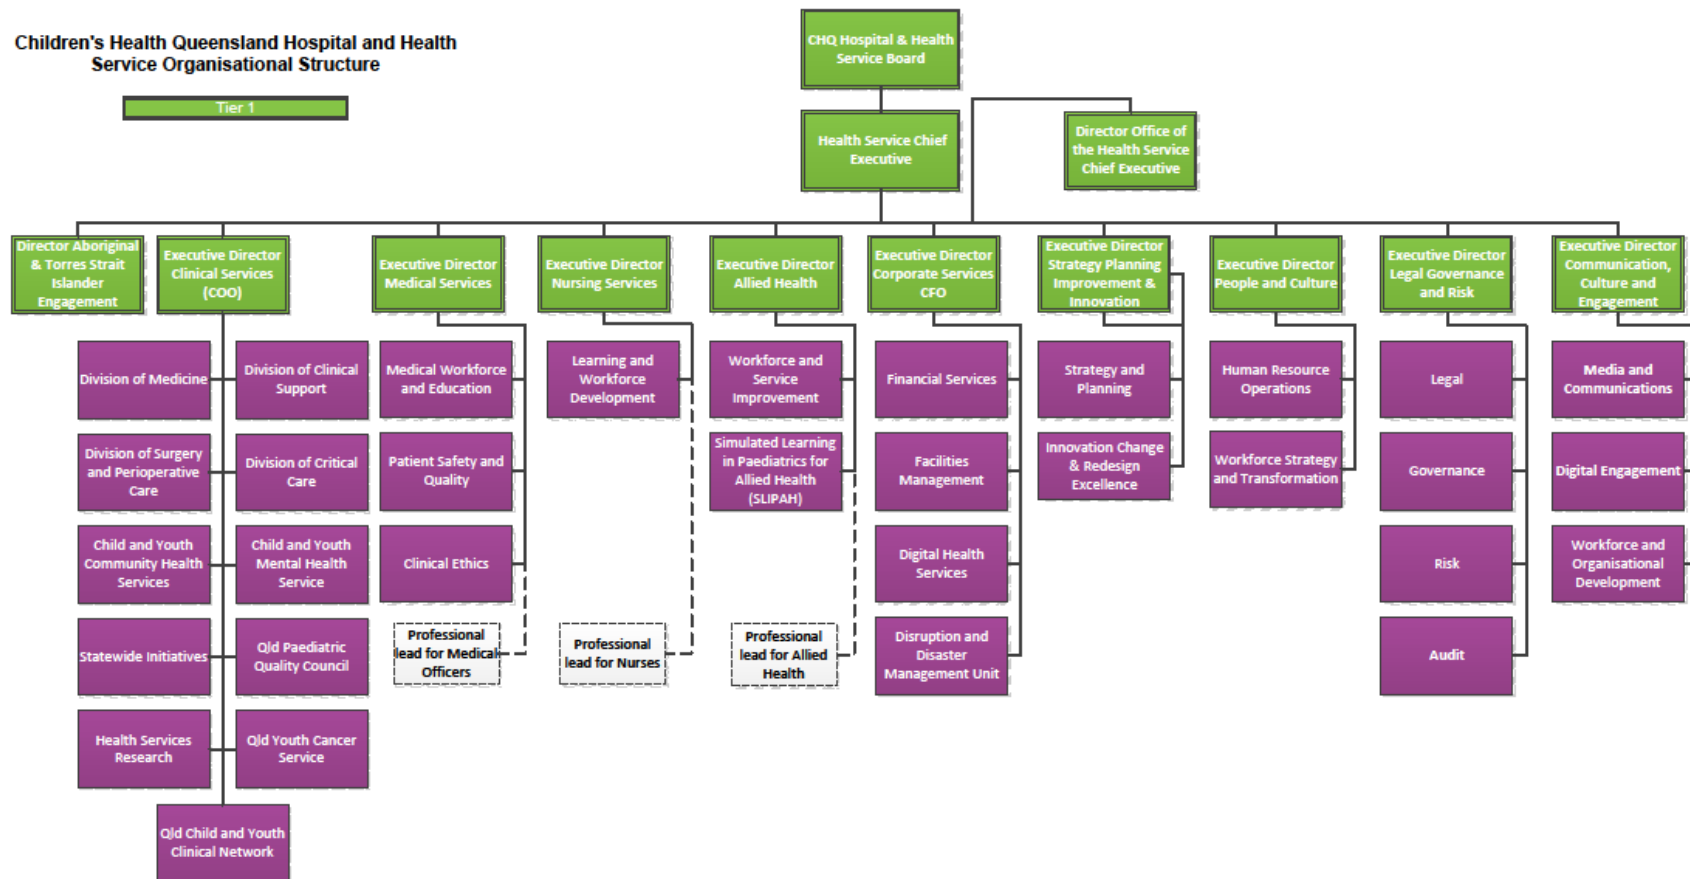 Children's Health Queensland Hospital and Health
Service Organisational Structure
Tier 1
CHQ Hospital & Health
Service Board
Health Service Chief
Executive
Director Office of
the Health Service
Chief Executive
Director Aboriginal
& Torres Strait
Islander
Engagement
Executive Director
Clinical Services
(COO)
Executive Director
Medical Services
Executive Director
Nursing Services
Executive Director
Allied Health
Executive Director
Corporate Services
CFO
Executive Director
Strategy Planning
Improvement &
Innovation
Executive Director
People and Culture
Executive Director
Legal Governance
and Risk
Executive Director
Communication,
Culture and
Engagement
Division of Medicine
Division of Clinical
Support
Medical Workforce
and Education
Learning and
Workforce
Development
Workforce and
Service
Improvement
Financial Services
Strategy and
Planning
Human Resource
Operations
Legal
Media and
Communications
Division of Surgery
and Perioperative
Care
Division of Critical
Care
Patient Safety and
Quality
Simulated Learning
in Paediatrics for
Allied Health
(SLIPAH)
Facilities
Management
Innovation Change
& Redesign
Excellence
Workforce Strategy
and Transformation
Governance
Digital Engagement
Child and Youth
Community Health
Services
Child and Youth
Mental Health
Service
Clinical Ethics
Digital Health
Services
Risk
Workforce and
Organisational
Development
Statewide Initiatives
Qld Paediatric
Quality Council
Professional
lead for Medical
Officers
Professional
lead for Nurses
Professional
lead for Allied
Health
Disruption and
Disaster
Management Unit
Audit
Health Services
Research
Qld Youth Cancer
Service
Qld Child and Youth
Clinical Network